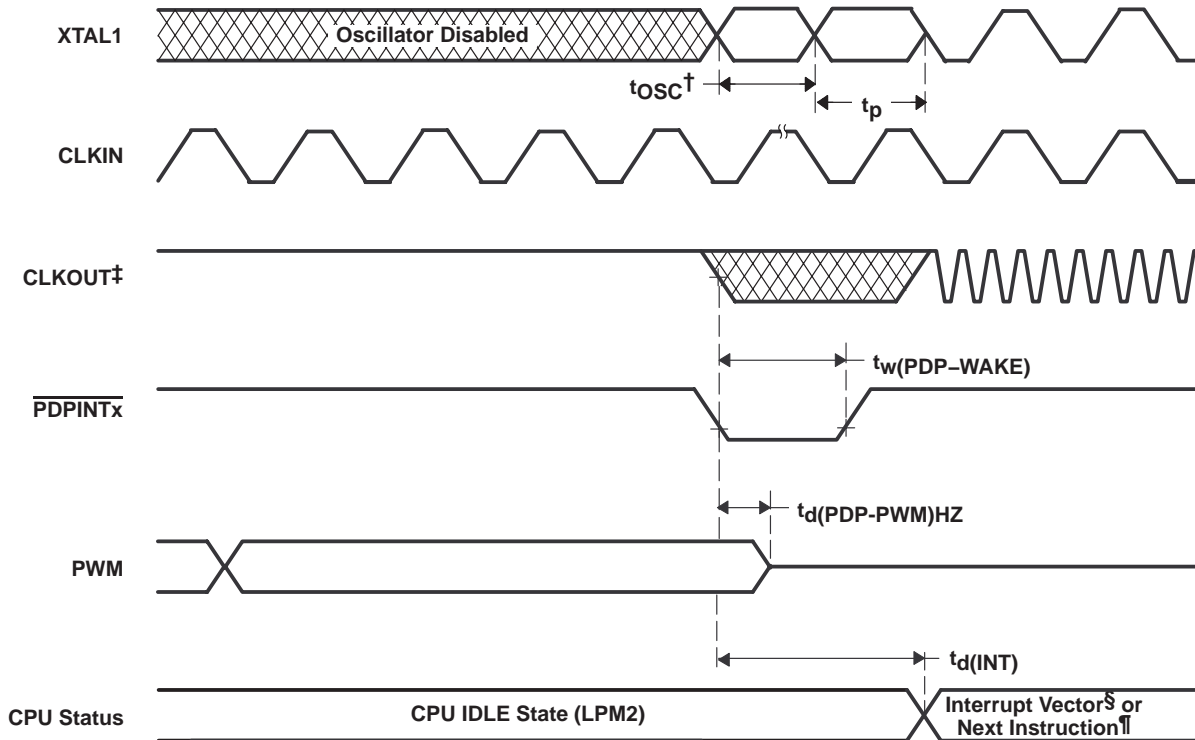 XTAL1
Oscillator Disabled
tOSC†
tp
CLKIN
CLKOUT‡
tw(PDP–WAKE)
PDPINTx
td(PDP-PWM)HZ
PWM
td(INT)
CPU Status
CPU IDLE State (LPM2)
Interrupt Vector§ or
Next Instruction¶